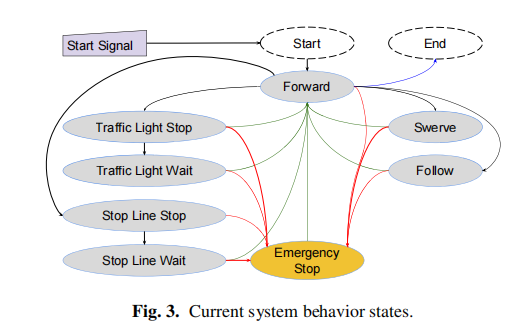 Start Signal
Start
End
Forward
Traffic Light Stop
Swerve
Traffic Light Wait
Follow
Stop Line Stop
Stop Line Wait
Emergency
Stop
Fig. 3. Current system behavior states.